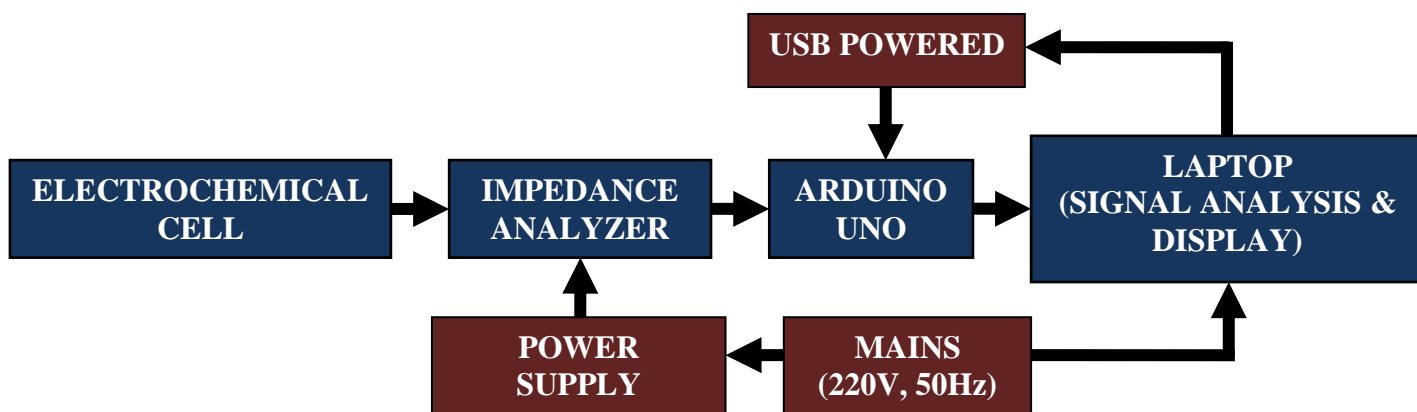 USB POWERED
ELECTROCHEMICAL
CELL
IMPEDANCE
ANALYZER
ARDUINO
UNO
LAPTOP
(SIGNAL ANALYSIS &
DISPLAY)
POWER
SUPPLY
MAINS
(220V, 50Hz)